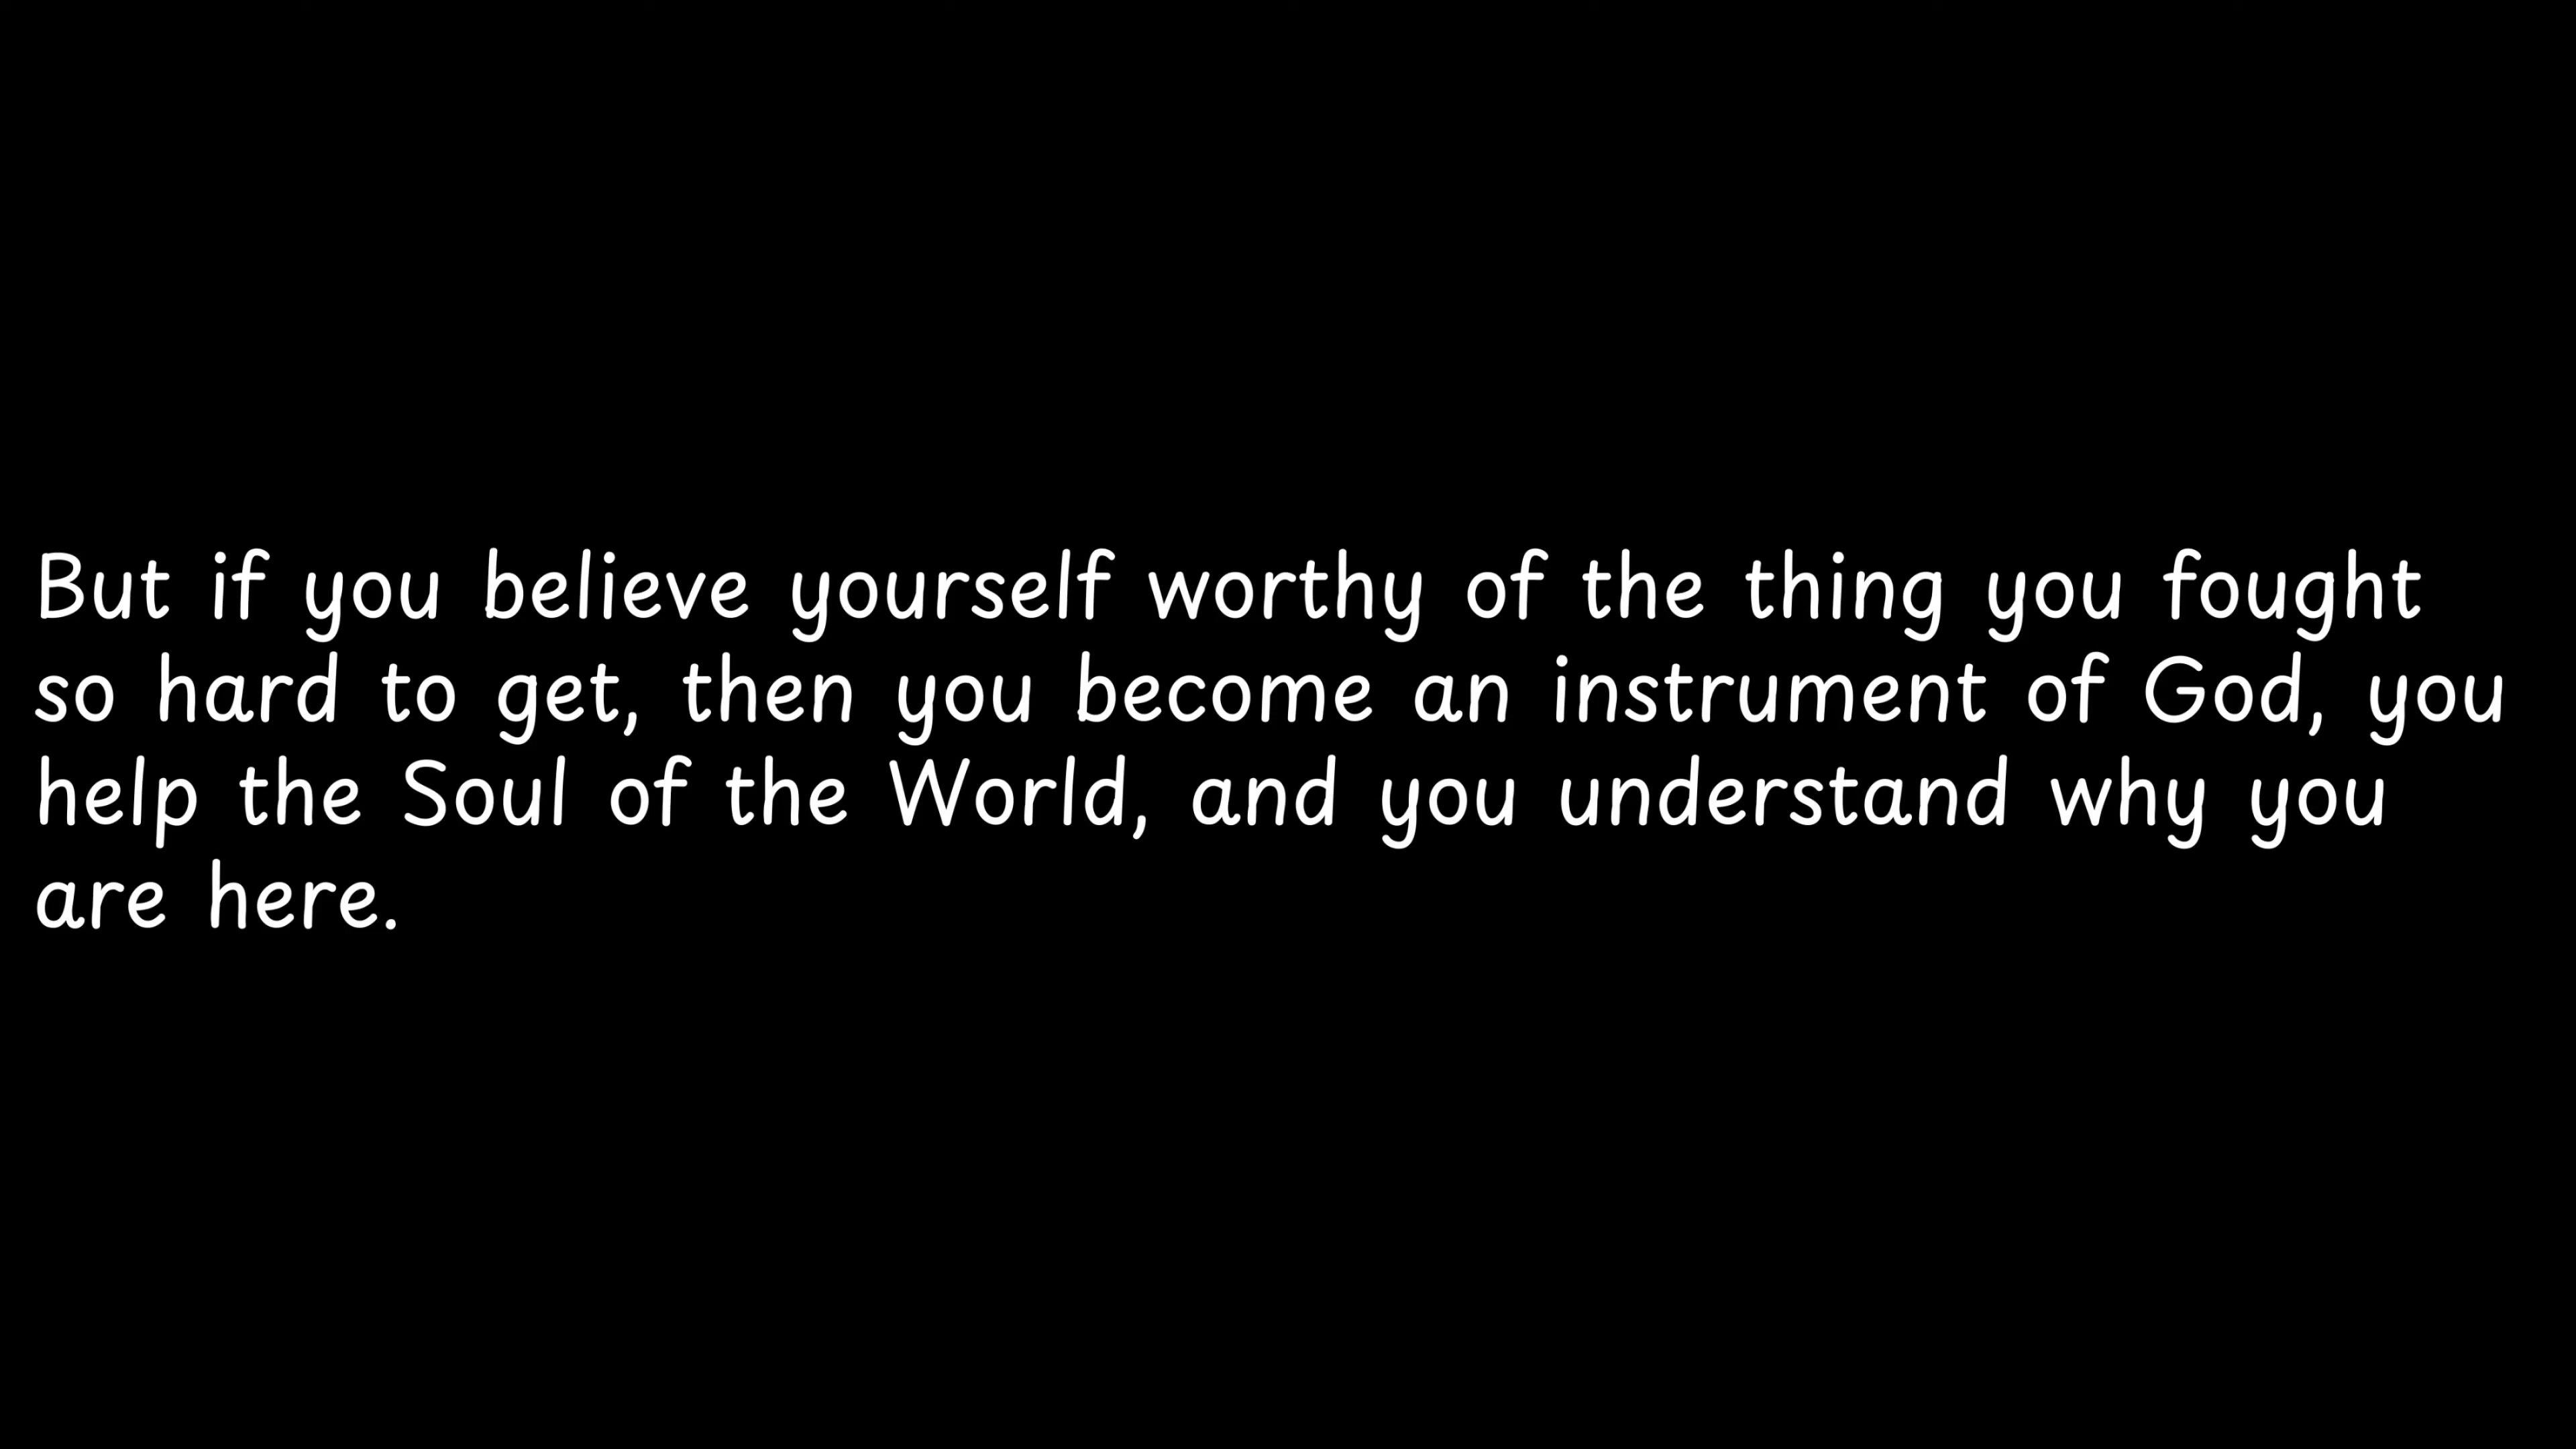 But if you believe yourself worthy of the thing you fought
so hard to get, then you become an instrument of God, you
help the Soul of the World, and you understand why you
are here.